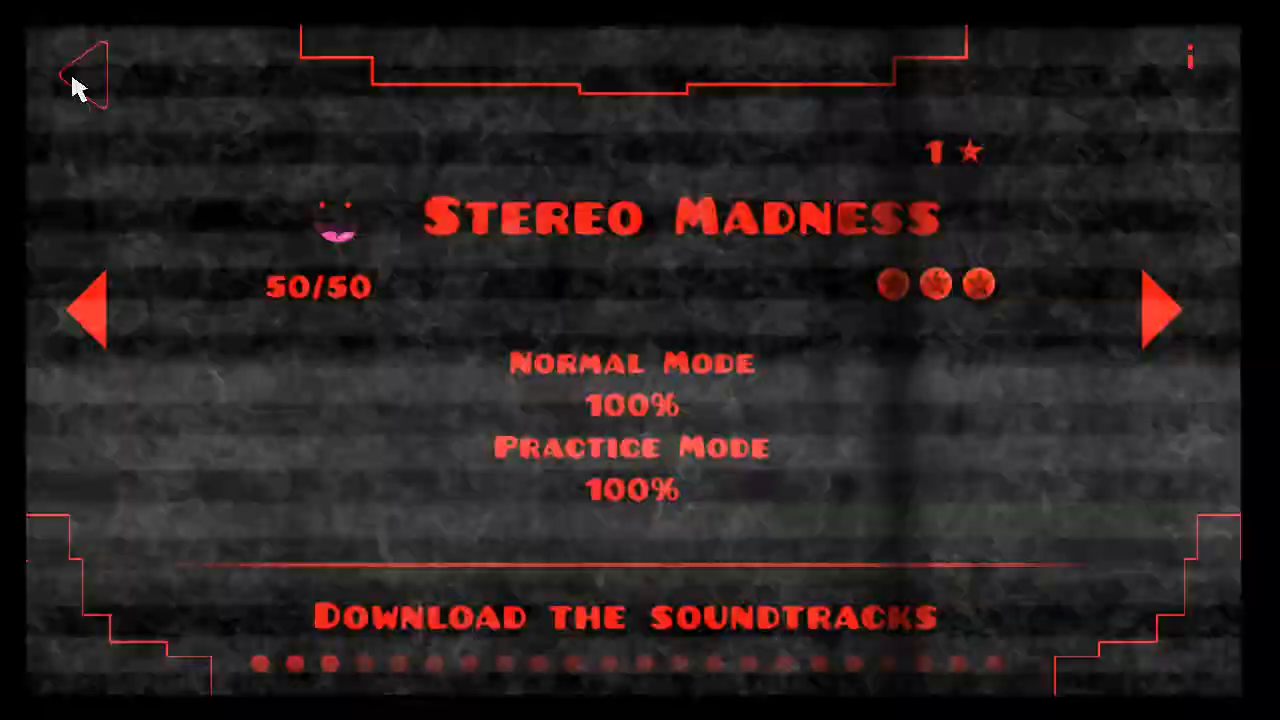 i
1
Stereo Madness
50/50
Normal Mode
100%
Practice Mode
100%
Download the soundtracks